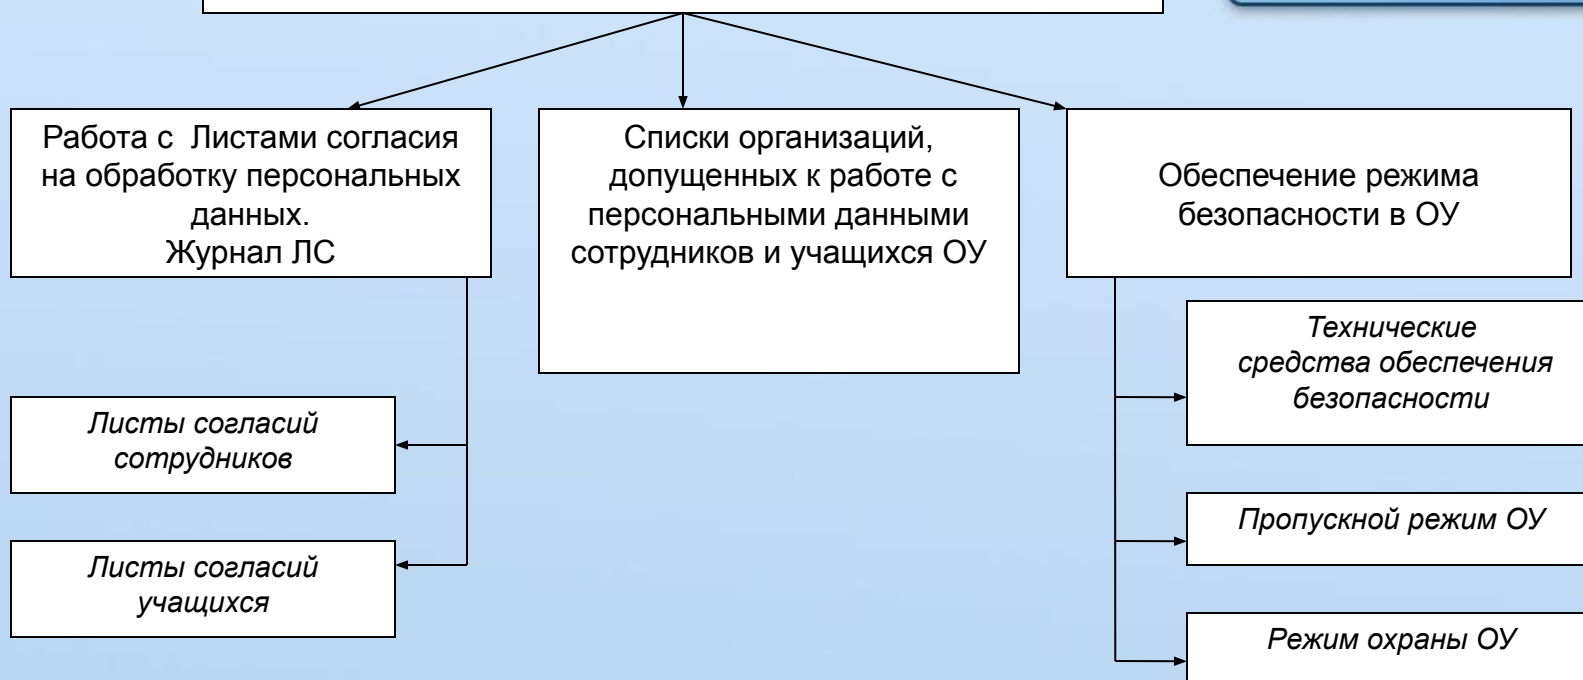 Работа с Листами согласия
на обработку персональных
данных.
Журнал ЛС
Списки организаций,
допущенных к работе с
персональными данными
сотрудников и учащихся ОУ
Обеспечение режима
безопасности в ОУ
Листы согласий
сотрудников
Листы согласий
учащихся
Технические
средства обеспечения
безопасности
Пропускной режим ОУ
Режим охраны ОУ